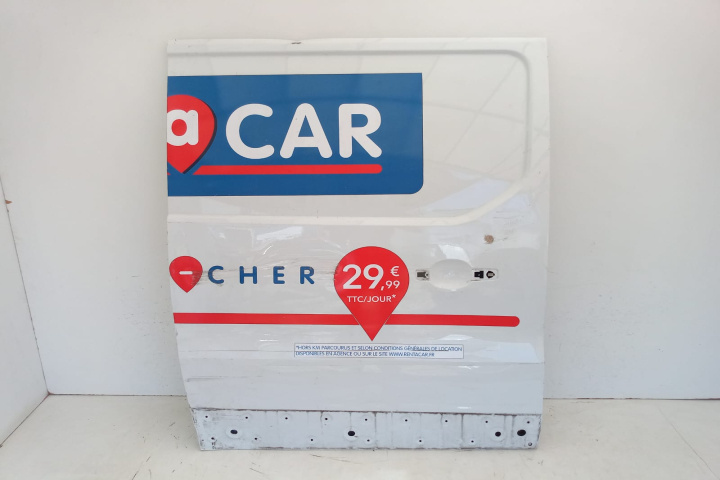 a CAR
- CHER
29,99 €
TTC/JOUR*
*HORS KM PARCOURUS ET SELON CONDITIONS GÉNÉRALES DE LOCATION
DISPONIBLES EN AGENCE OU SUR LE SITE WWW.RENTACAR.FR